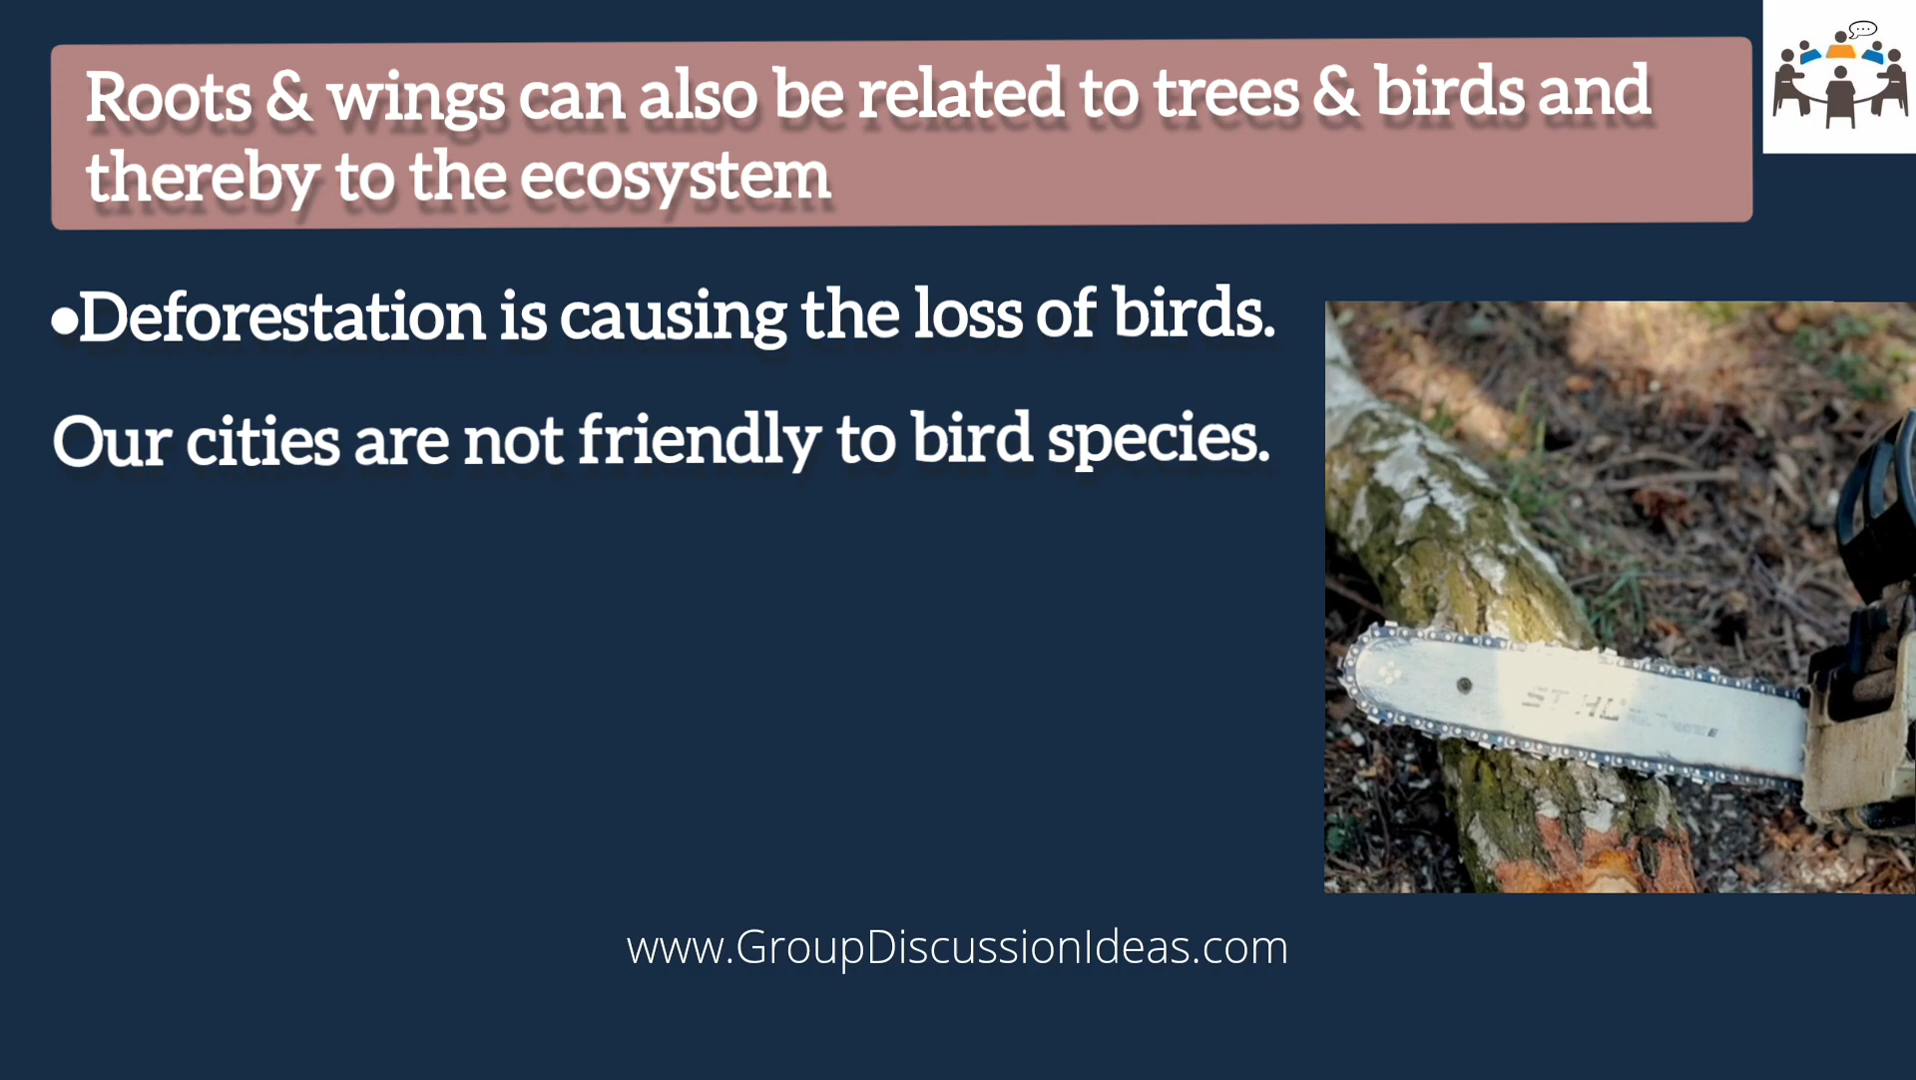 Roots & wings can also be related to trees & birds and
thereby to the ecosystem
•Deforestation is causing the loss of birds.
Our cities are not friendly to bird species.
www.GroupDiscussionIdeas.com